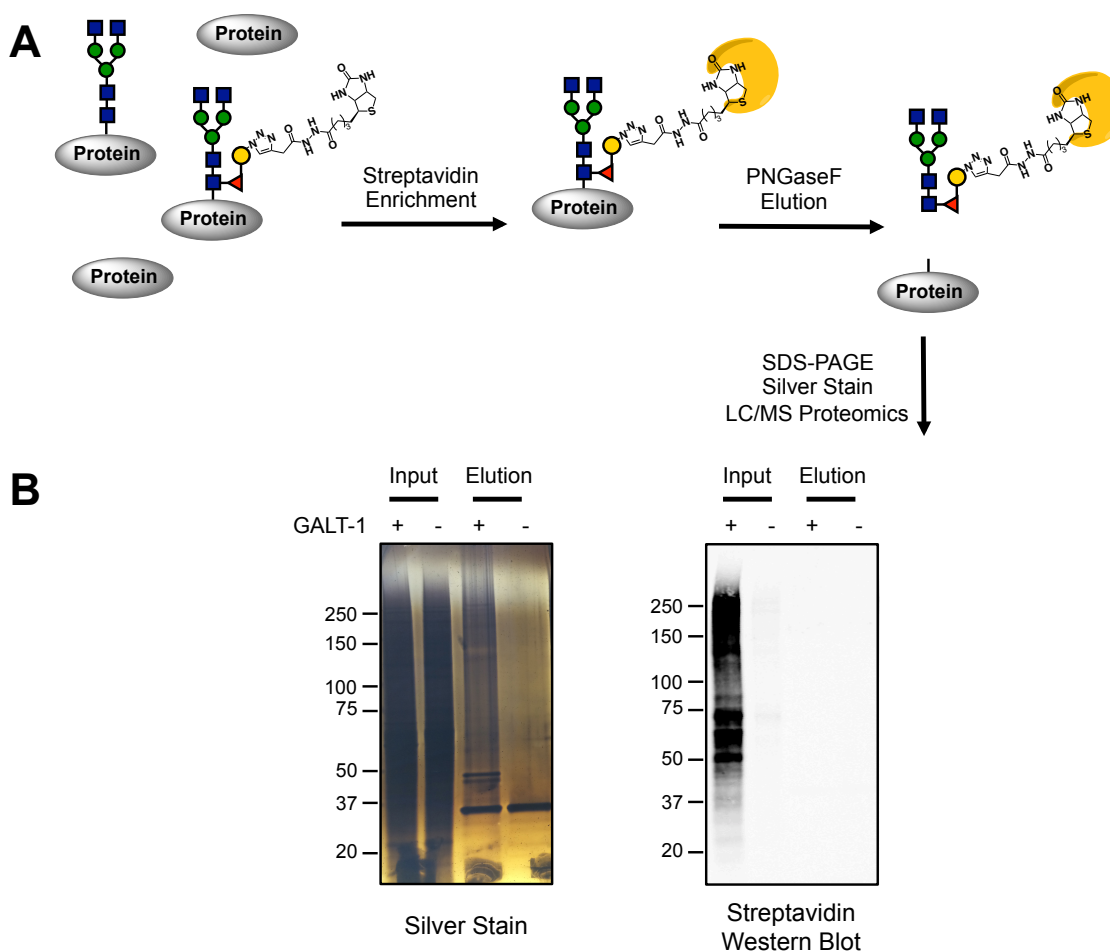 A
Protein
Protein
Protein
Protein
Streptavidin
Enrichment
Protein
PNGaseF
Elution
Protein
SDS-PAGE
Silver Stain
LC/MS Proteomics
B
Input Elution
GALT-1 + - + -
250
150
100
75
50
37
20
Silver Stain
Input Elution
+ - + -
250
150
100
75
50
37
20
Streptavidin
Western Blot